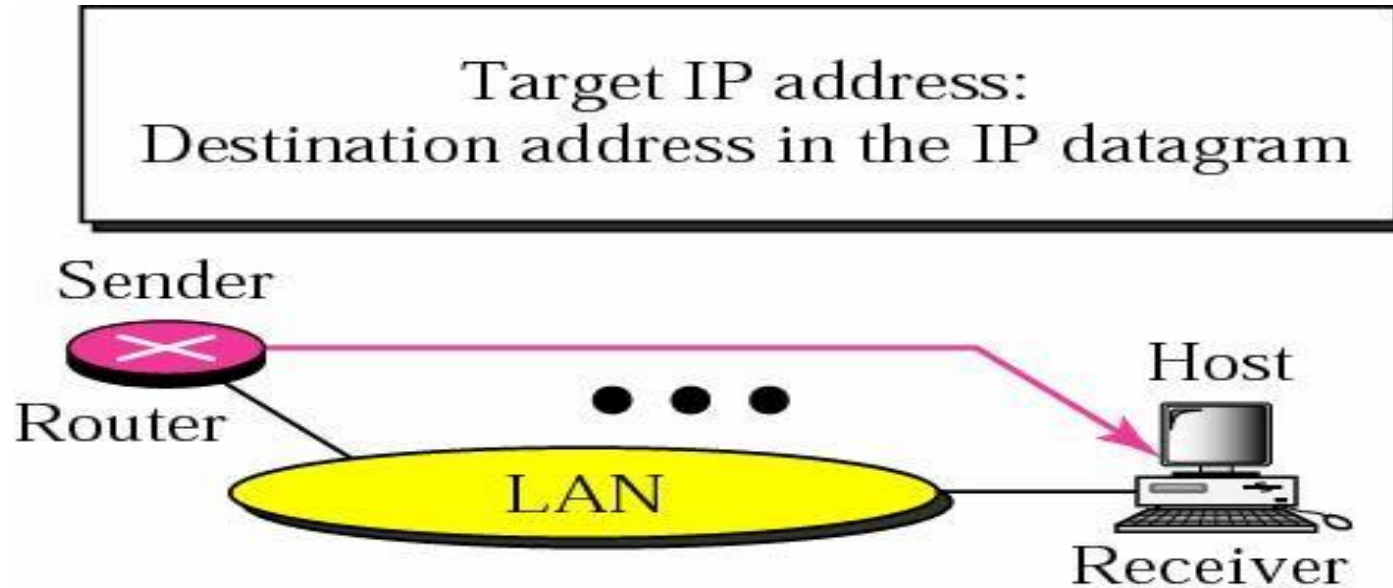 Target IP address:
Destination address in the IP datagram
Sender
Host
Router
LAN
Receiver